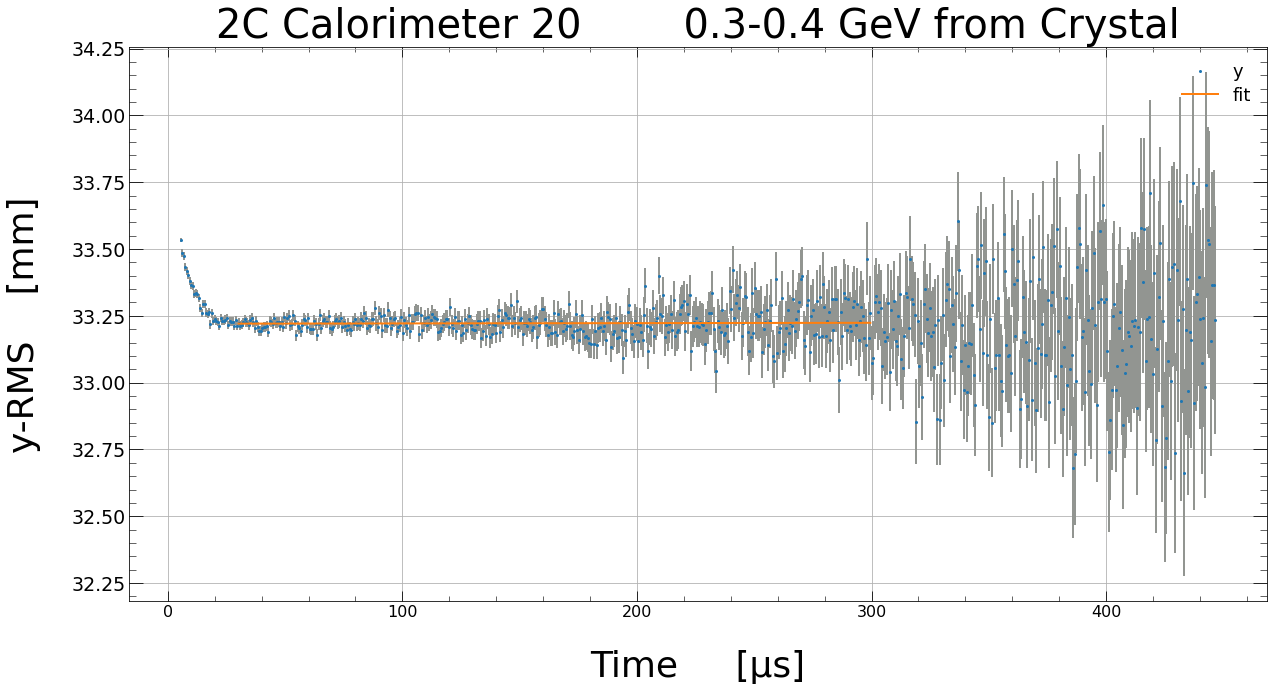 2C Calorimeter 20 0.3-0.4 GeV from Crystal
34.25
34.00
33.75
33.50
33.25
33.00
32.75
32.50
32.25
y-RMS [mm]
y
fit
0 100 200 300 400
Time [µs]